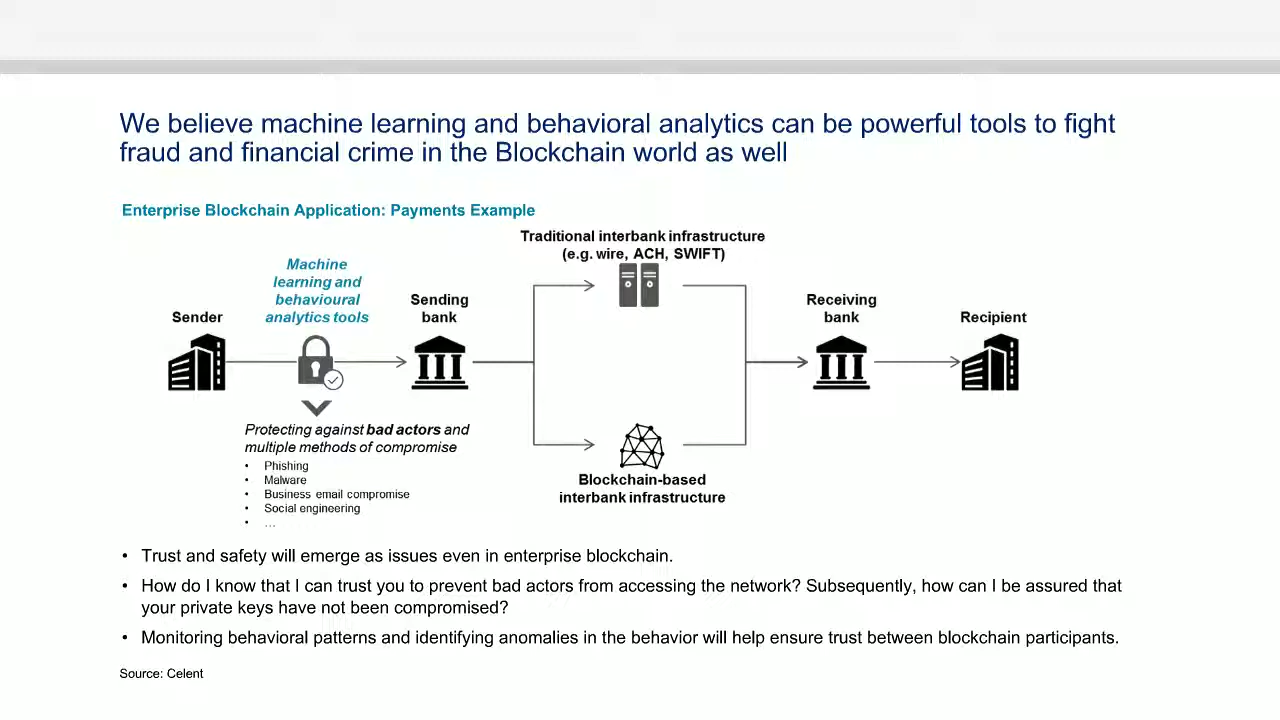 We believe machine learning and behavioral analytics can be powerful tools to fight
fraud and financial crime in the Blockchain world as well
Enterprise Blockchain Application: Payments Example
Traditional interbank infrastructure
(e.g. wire, ACH, SWIFT)
Machine
learning and
behavioural
analytics tools
Sender
Sending
bank
Receiving
bank
Recipient
Protecting against bad actors and
multiple methods of compromise
• Phishing
• Malware
• Business email compromise
• Social engineering
• ...
Blockchain-based
interbank infrastructure
• Trust and safety will emerge as issues even in enterprise blockchain.
• How do I know that I can trust you to prevent bad actors from accessing the network? Subsequently, how can I be assured that
your private keys have not been compromised?
• Monitoring behavioral patterns and identifying anomalies in the behavior will help ensure trust between blockchain participants.
Source: Celent